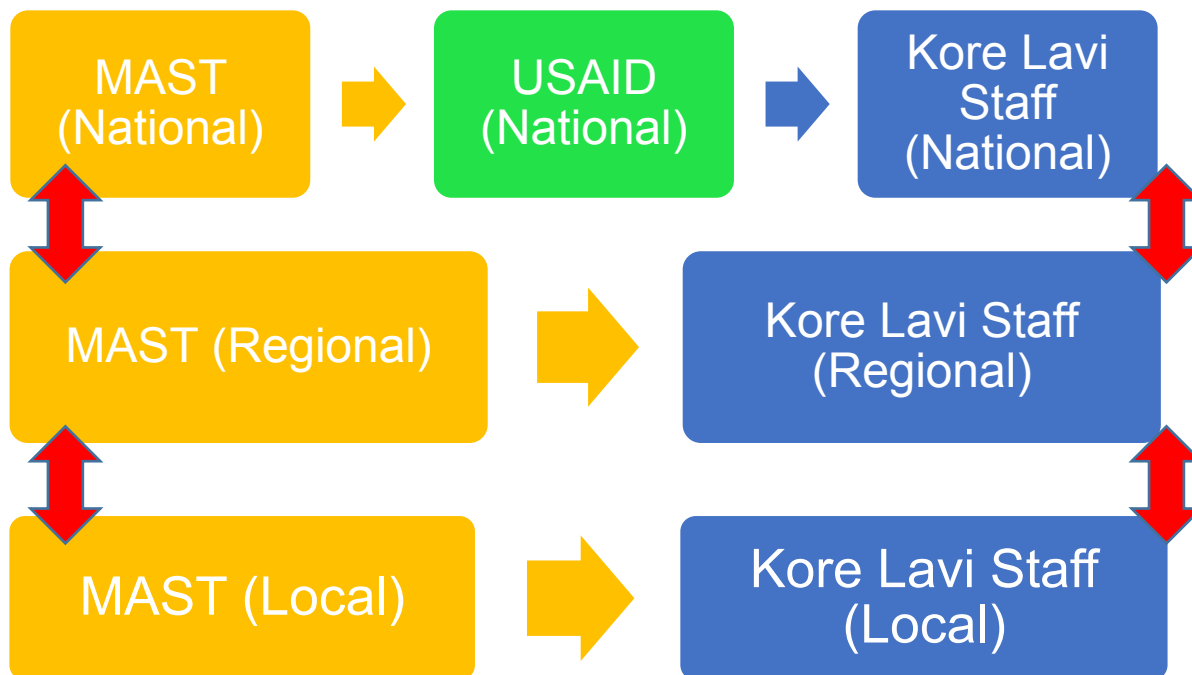 MAST
(National)
USAID
(National)
Kore Lavi
Staff
(National)
MAST (Regional)
Kore Lavi Staff
(Regional)
MAST (Local)
Kore Lavi Staff
(Local)